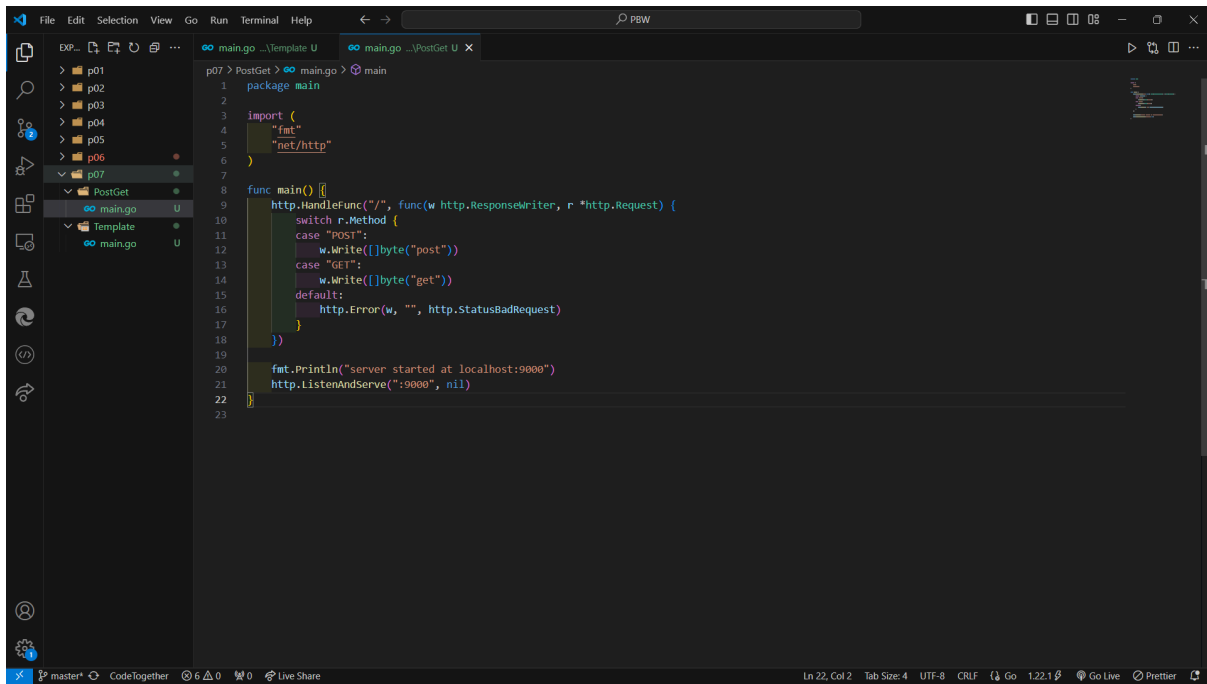 File Edit Selection View Go Run Terminal Help
PBW
EXP...
main.go ...\Template U
main.go ...\PostGet U
p01
p02
p03
p04
p05
p06
p07
PostGet
main.go U
Template
main.go U
p07 > PostGet > main.go > main
1 package main
2
3 import (
4 "fmt"
5 "net/http"
6 )
7
8 func main() {
9 http.HandleFunc("/", func(w http.ResponseWriter, r *http.Request) {
10 switch r.Method {
11 case "POST":
12 w.Write([]byte("post"))
13 case "GET":
14 w.Write([]byte("get"))
15 default:
16 http.Error(w, "", http.StatusBadRequest)
17 }
18 })
19
20 fmt.Println("server started at localhost:9000")
21 http.ListenAndServe(":9000", nil)
22 }
23
2
1
master* CodeTogether 6 0 0 Live Share
Ln 22, Col 2 Tab Size: 4 UTF-8 CRLF Go 1.22.1 Go Live Prettier